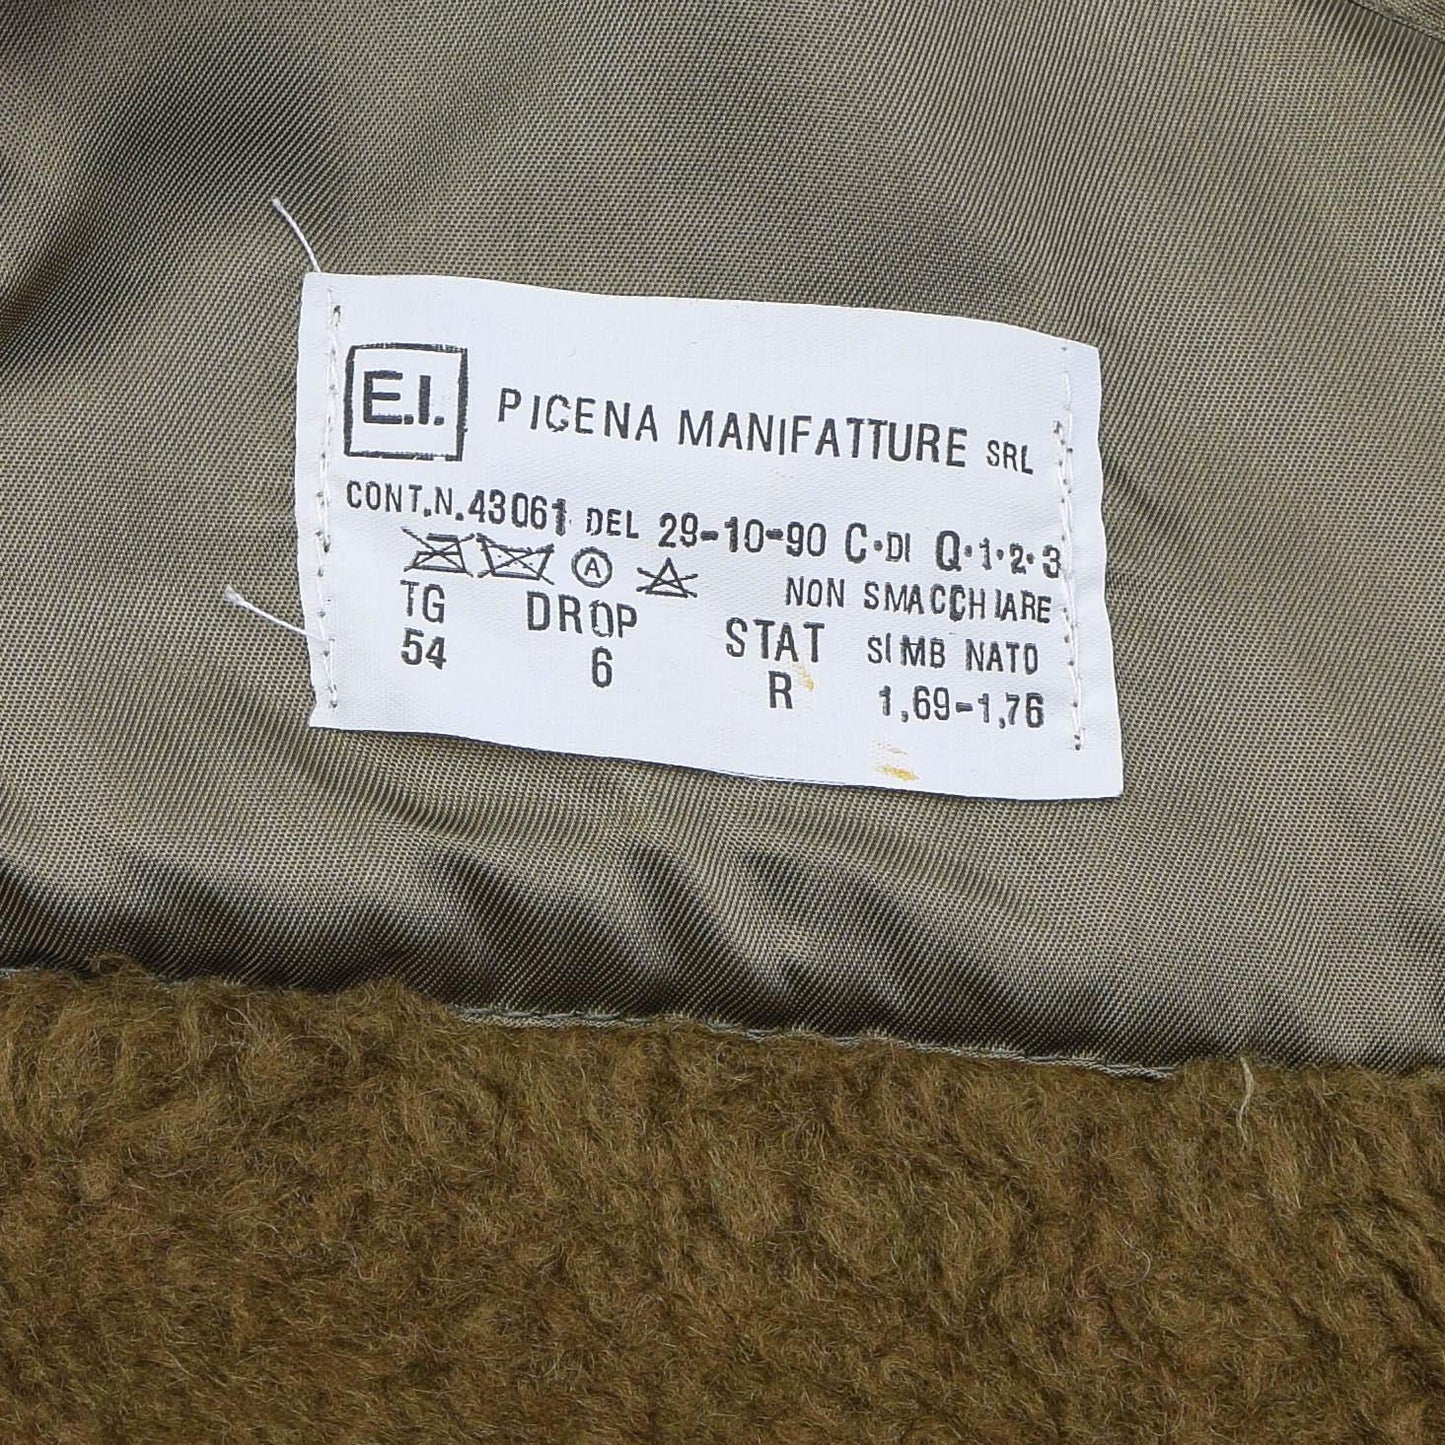 E.I. PICENA MANIFATTURE SRL
CONT.N.43061 DEL 29-10-90 C.DI Q.1.2.3
A NON SMACCHIARE
TG DROP STAT SIMB NATO
54 6 R 1,69-1,76